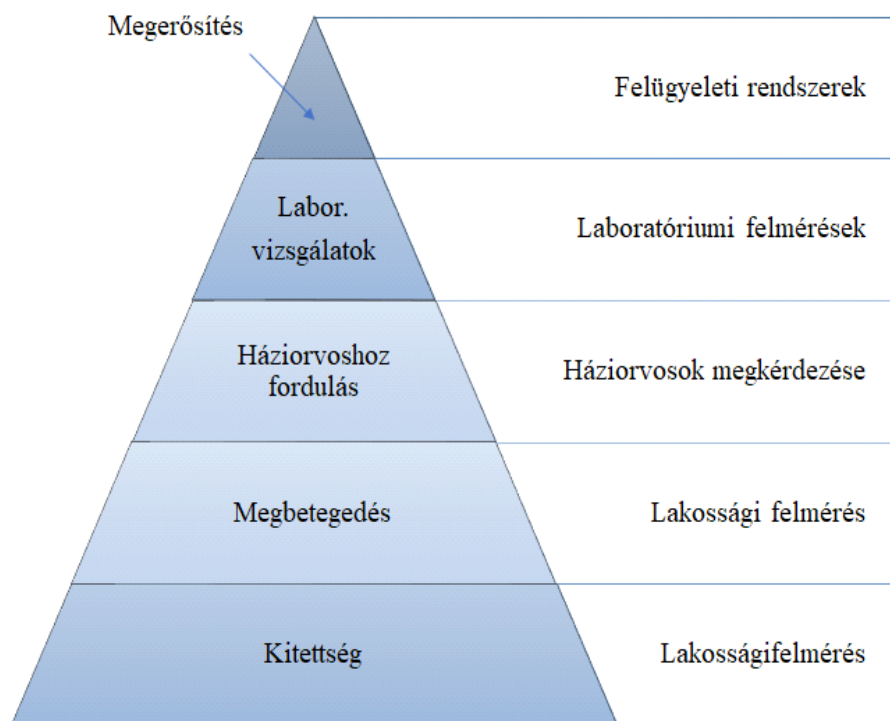 Megerősítés
Felügyeleti rendszerek
Labor.
vizsgálatok
Laboratóriumi felmérések
Háziorvoshoz
fordulás
Háziorvosok megkérdezése
Megbetegedés
Lakossági felmérés
Kitettség
Lakosságifelmérés